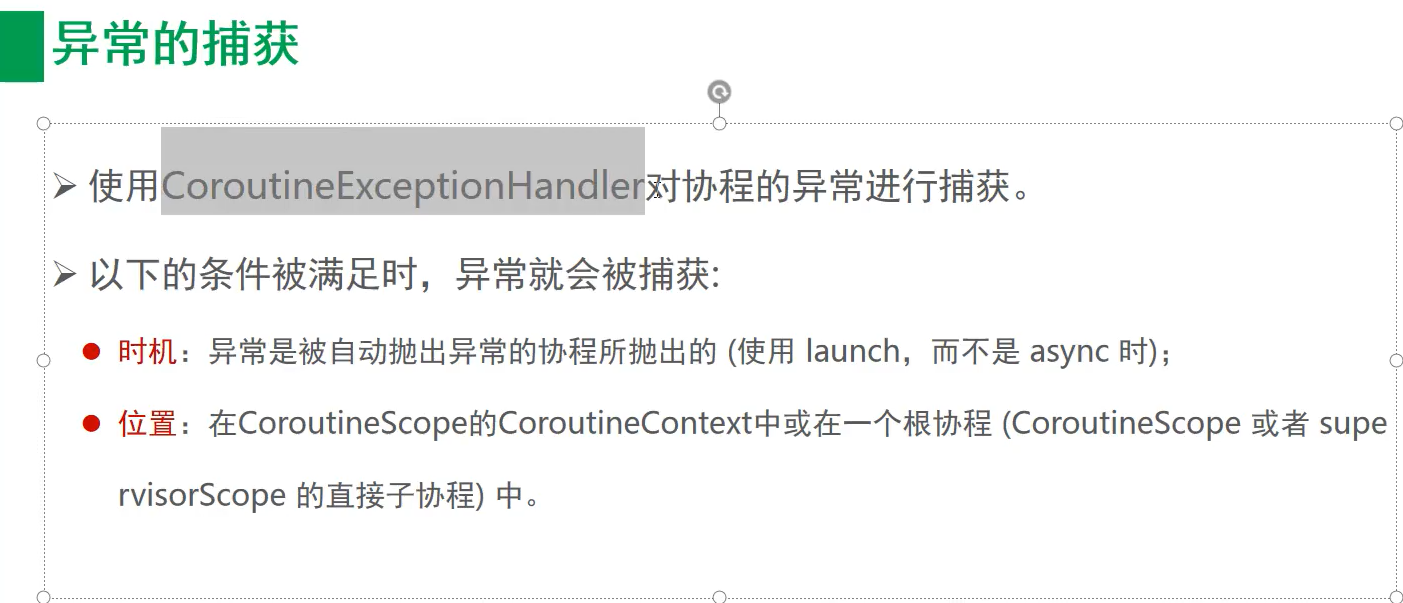 异常的捕获
使用CoroutineExceptionHandler对协程的异常进行捕获。
以下的条件被满足时，异常就会被捕获:
时机：异常是被自动抛出异常的协程所抛出的 (使用 launch，而不是 async 时)；
位置：在CoroutineScope的CoroutineContext中或在一个根协程 (CoroutineScope 或者 supe
rvisorScope 的直接子协程) 中。